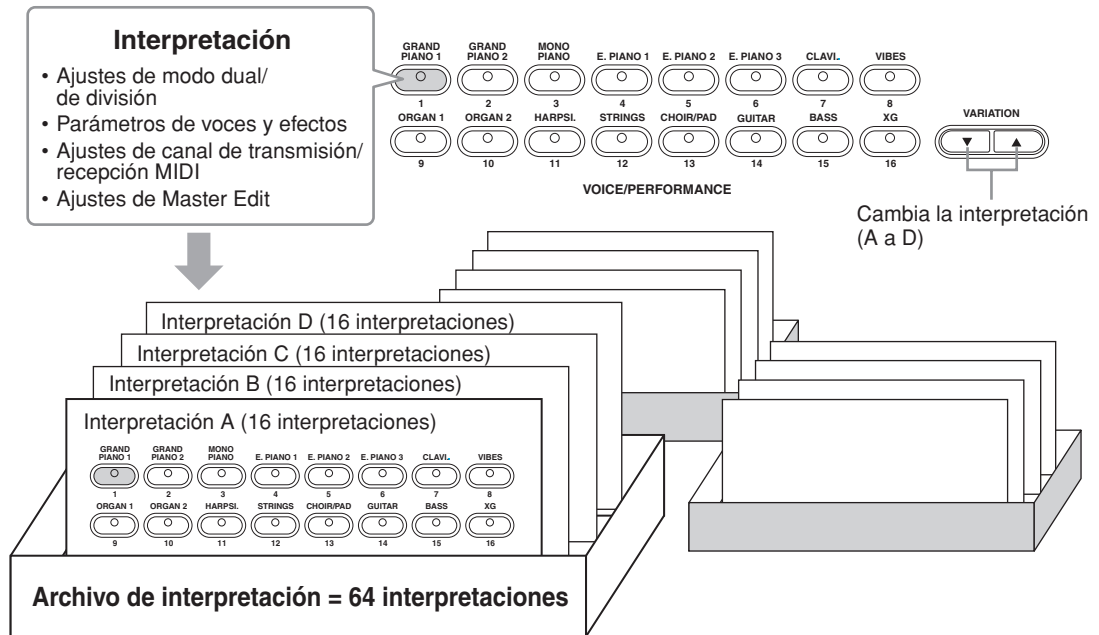 Interpretación
• Ajustes de modo dual/
de división
• Parámetros de voces y efectos
• Ajustes de canal de transmisión/
recepción MIDI
• Ajustes de Master Edit
GRAND PIANO 1 GRAND PIANO 2 MONO PIANO E. PIANO 1 E. PIANO 2 E. PIANO 3 CLAVI. VIBES
1 2 3 4 5 6 7 8
ORGAN 1 ORGAN 2 HARPSI. STRINGS CHOIR/PAD GUITAR BASS XG
9 10 11 12 13 14 15 16
VOICE/PERFORMANCE
VARIATION
▼ ▲
Cambia la interpretación
(A a D)
Interpretación D (16 interpretaciones)
Interpretación C (16 interpretaciones)
Interpretación B (16 interpretaciones)
Interpretación A (16 interpretaciones)
GRAND PIANO 1 GRAND PIANO 2 MONO PIANO E. PIANO 1 E. PIANO 2 E. PIANO 3 CLAVI. VIBES
1 2 3 4 5 6 7 8
ORGAN 1 ORGAN 2 HARPSI. STRINGS CHOIR/PAD GUITAR BASS XG
9 10 11 12 13 14 15 16
Archivo de interpretación = 64 interpretaciones